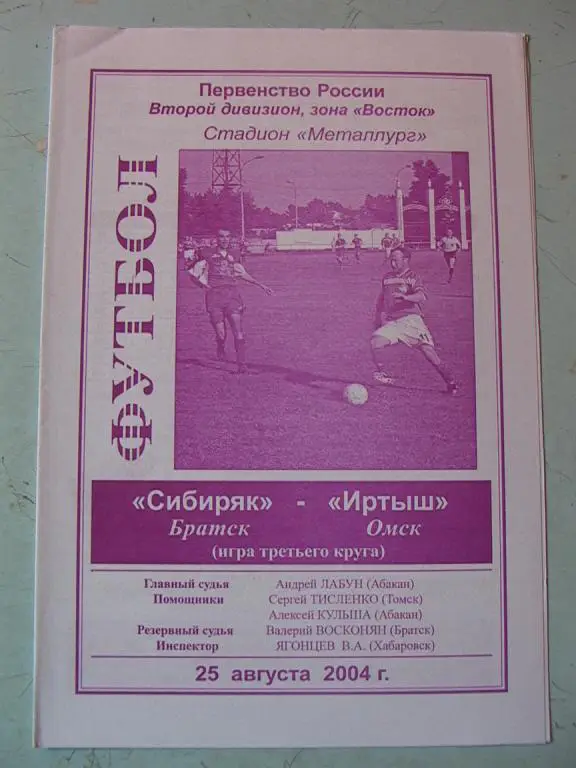 Первенство России
Второй дивизион, зона «Восток»
Стадион «Металлург»
ФУТБОЛ
«Сибиряк» - «Иртыш»
Братск Омск
(игра третьего круга)
Главный судья Андрей ЛАБУН (Абакан)
Помощники Сергей ТИСЛЕНКО (Томск)
Алексей КУЛЬША (Абакан)
Резервный судья Валерий ВОСКОНЯН (Братск)
Инспектор ЯГОНЦЕВ В.А. (Хабаровск)
25 августа 2004 г.